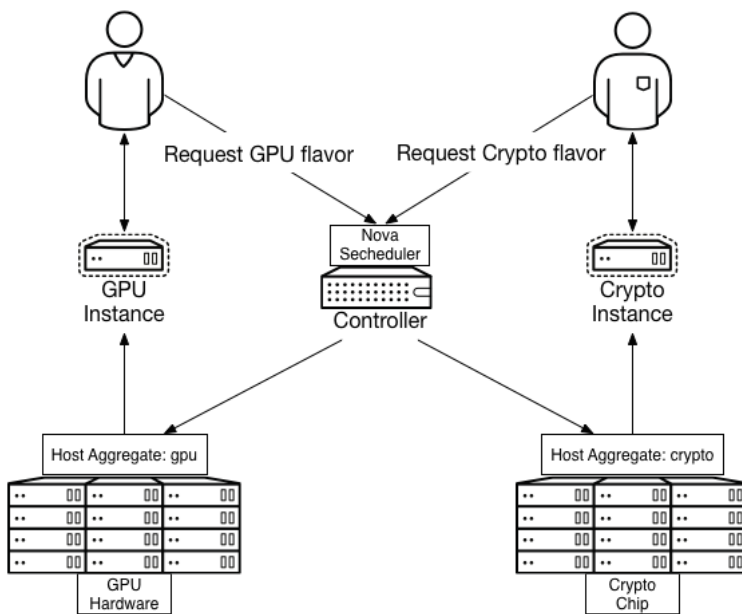 Request GPU flavor
Request Crypto flavor
Nova
Secheduler
Controller
GPU
Instance
Crypto
Instance
Host Aggregate: gpu
Host Aggregate: crypto
GPU
Hardware
Crypto
Chip